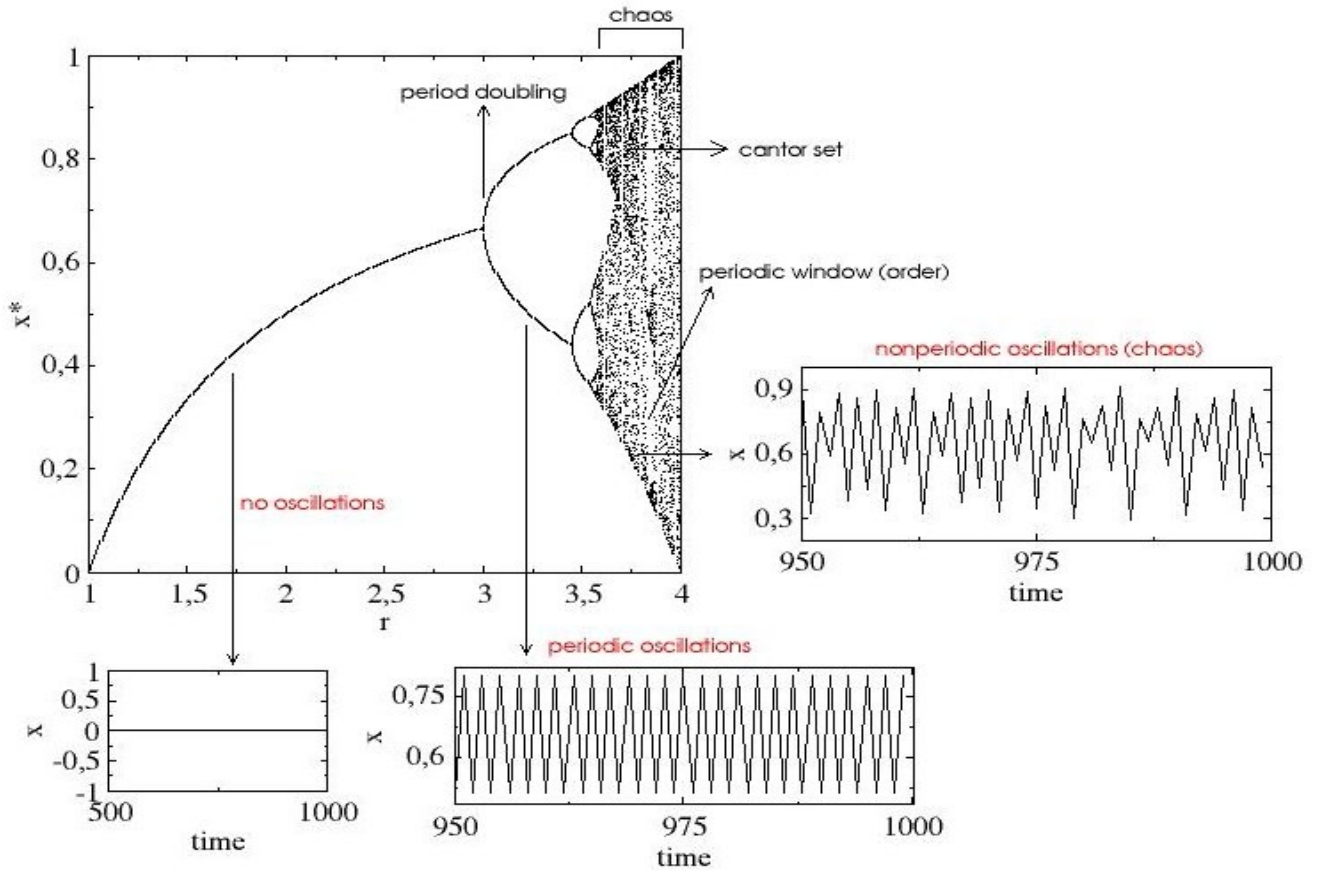 chaos
1
period doubling
0,8
cantor set
0,6
periodic window (order)
x*
nonperiodic oscillations (chaos)
0,4
0,9
x
0,6
0,2
no oscillations
0,3
0
950
975
1000
1
1,5
2
2,5
3
3,5
4
time
r
periodic oscillations
1
0,5
0
-0,5
-1
x
0,75
x
0,6
500
1000
950
975
1000
time
time